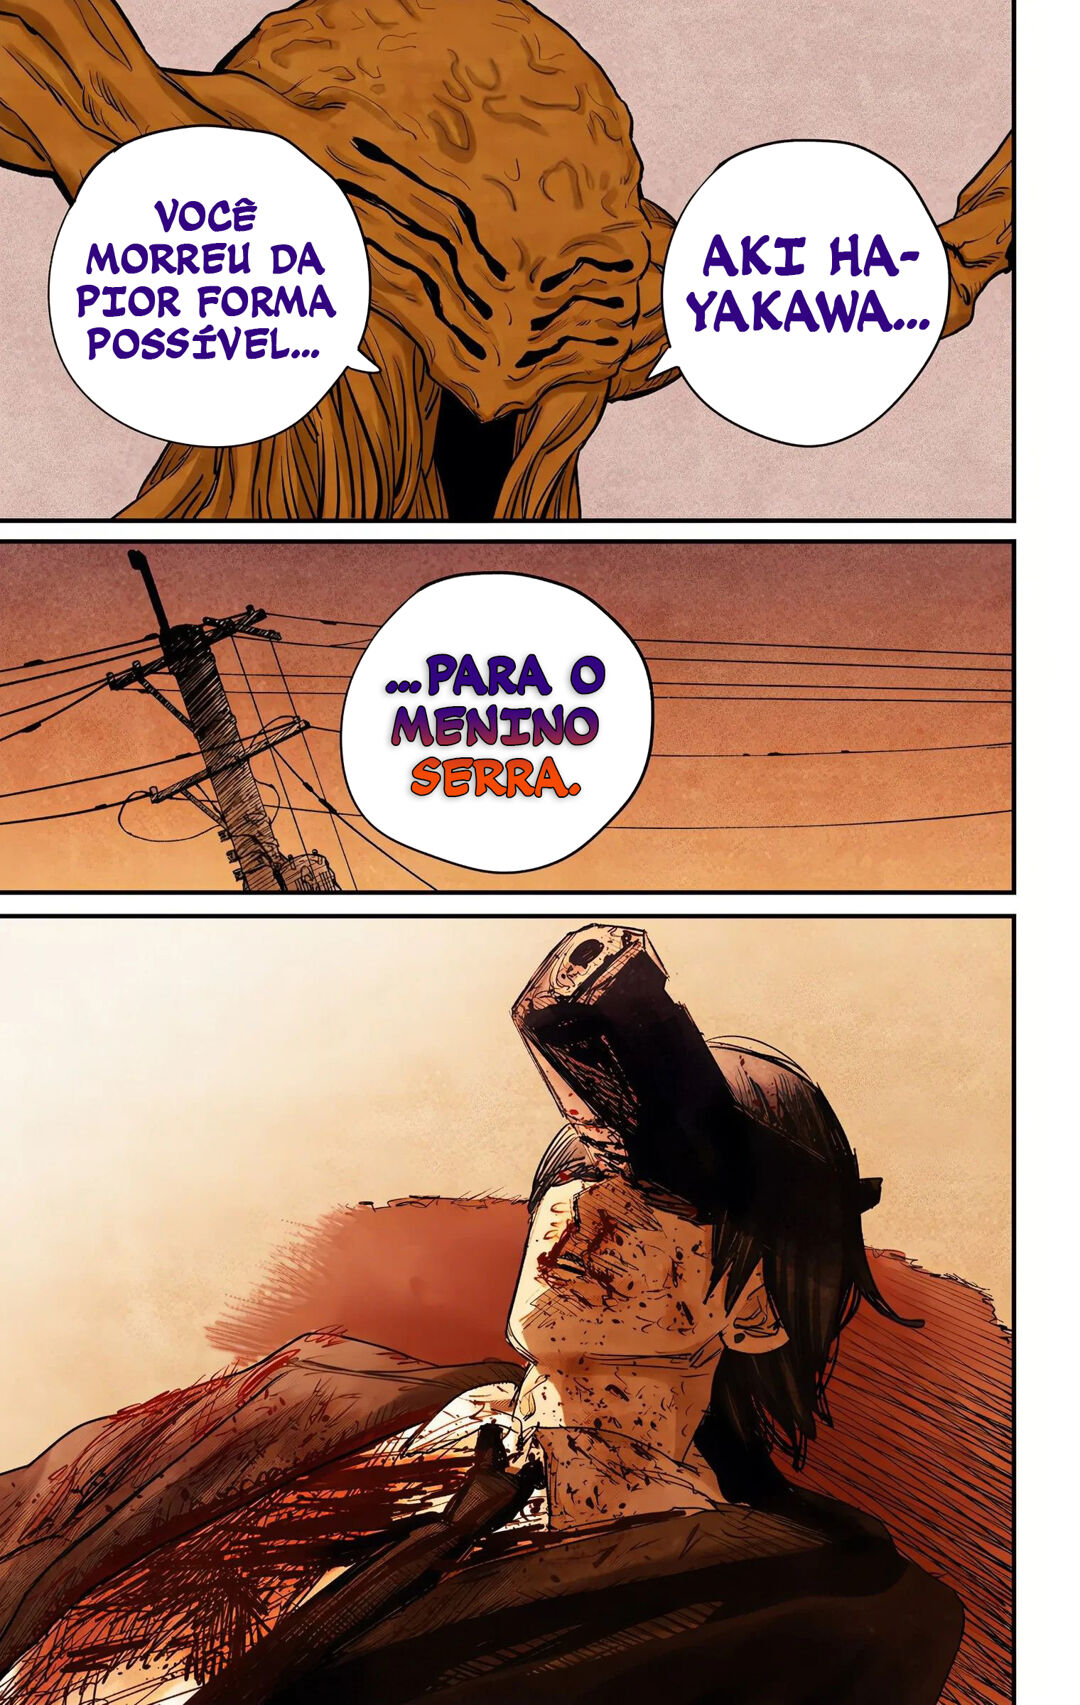 AKI HA-
YAKAWA...
VOCÊ
MORREU DA
PIOR FORMA
POSSÍVEL...
...PARA O
MENINO
SERRA.